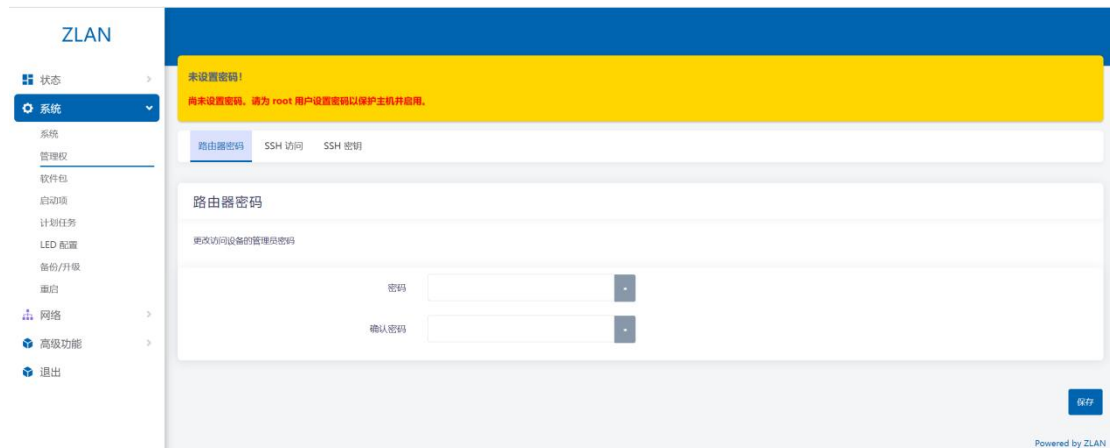 ZLAN
状态
系统
系统
管理权
软件包
启动项
计划任务
LED 配置
备份/升级
重启
网络
高级功能
退出
未设置密码!
尚未设置密码。请为 root 用户设置密码以保护主机并启用。
路由器密码 SSH 访问 SSH 密钥
路由器密码
更改访问设备的管理员密码
密码
确认密码
保存
Powered by ZLAN